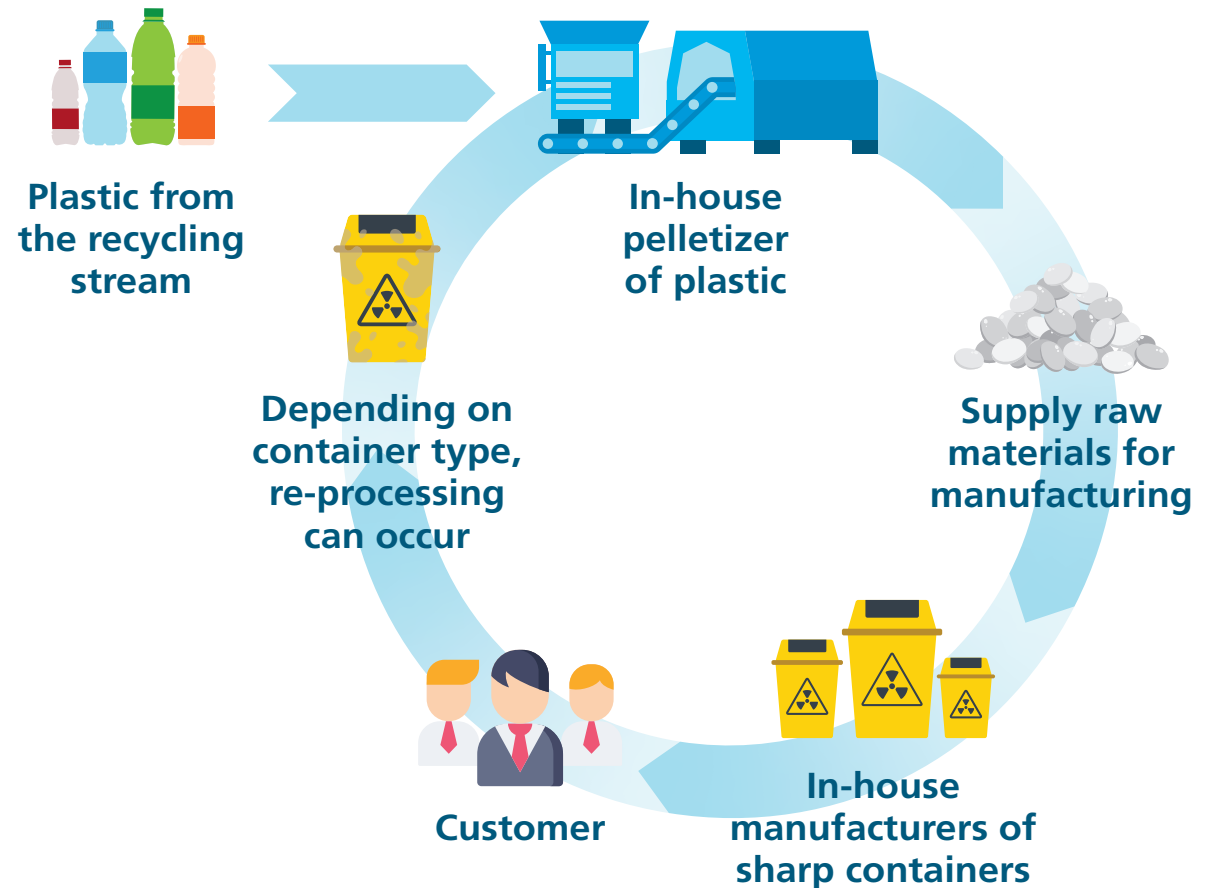 Plastic from
the recycling
stream
In-house
pelletizer
of plastic
Supply raw
materials for
manufacturing
In-house
manufacturers of
sharp containers
Customer
Depending on
container type,
re-processing
can occur